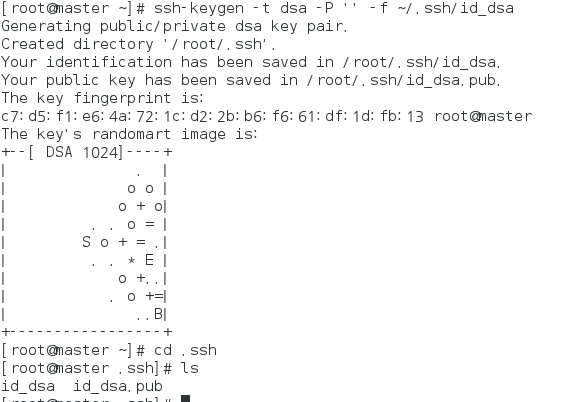 [root@master ~]# ssh-keygen -t dsa -P '' -f ~/.ssh/id_dsa
Generating public/private dsa key pair.
Created directory '/root/.ssh'.
Your identification has been saved in /root/.ssh/id_dsa.
Your public key has been saved in /root/.ssh/id_dsa.pub.
The key fingerprint is:
c7:d5:f1:e6:4a:72:1c:d2:2b:b6:f6:61:df:1d:fb:13 root@master
The key's randomart image is:
+--[ DSA 1024]----+
|              .  |
|             o o |
|            o + o|
|         . . o = |
|        S o + = .|
|         . . * E |
|            o +..|
|           . o +=|
|              ..B|
+-----------------+
[root@master ~]# cd .ssh
[root@master .ssh]# ls
id_dsa  id_dsa.pub
[root@master .ssh]#